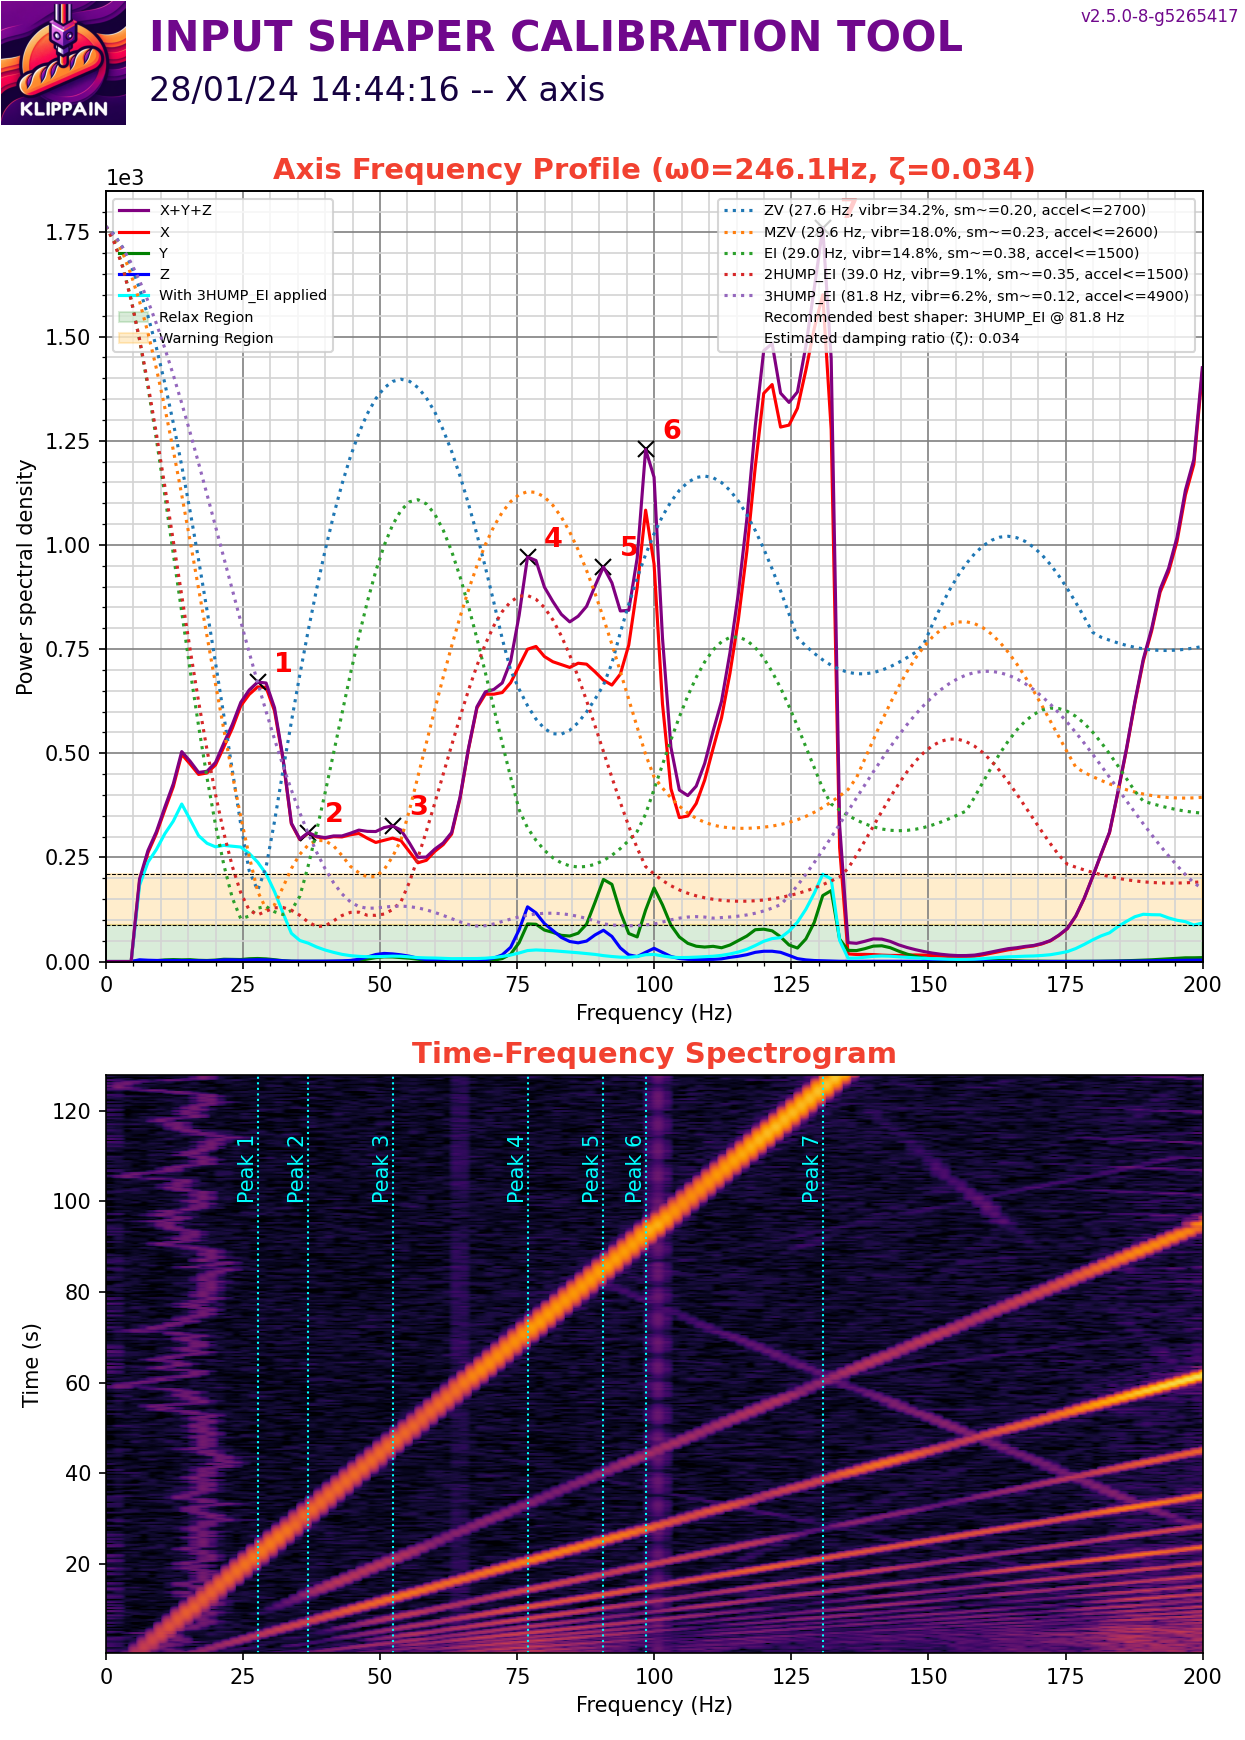 KLIPPAIN
INPUT SHAPER CALIBRATION TOOL
v2.5.0-8-g5265417
28/01/24 14:44:16 -- X axis
Axis Frequency Profile (ω0=246.1Hz, ζ=0.034)
1e3
X+Y+Z
X
Y
Z
With 3HUMP_EI applied
Relax Region
Warning Region
ZV (27.6 Hz, vibr=34.2%, sm~=0.20, accel<=2700)
MZV (29.6 Hz, vibr=18.0%, sm~=0.23, accel<=2600)
EI (29.0 Hz, vibr=14.8%, sm~=0.38, accel<=1500)
2HUMP_EI (39.0 Hz, vibr=9.1%, sm~=0.35, accel<=1500)
3HUMP_EI (81.8 Hz, vibr=6.2%, sm~=0.12, accel<=4900)
Recommended best shaper: 3HUMP_EI @ 81.8 Hz
Estimated damping ratio (ζ): 0.034
7
6
4
5
1
2
3
Power spectral density
1.75
1.50
1.25
1.00
0.75
0.50
0.25
0.00
0 25 50 75 100 125 150 175 200
Frequency (Hz)
Time-Frequency Spectrogram
Time (s)
120
100
80
60
40
20
Peak 1
Peak 2
Peak 3
Peak 4
Peak 5
Peak 6
Peak 7
0 25 50 75 100 125 150 175 200
Frequency (Hz)